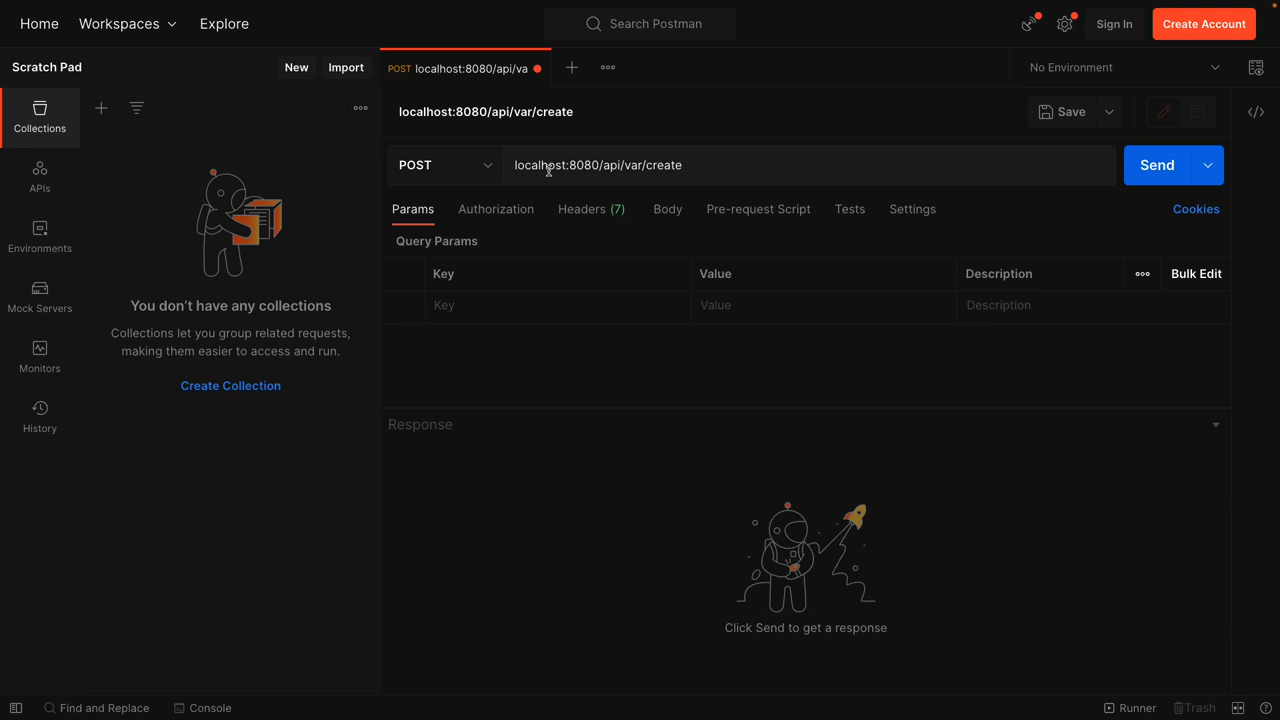 Home Workspaces Explore Search Postman Sign In Create Account
Scratch Pad New Import POST localhost:8080/api/va No Environment
localhost:8080/api/var/create Save
Collections
APIs
Environments
Mock Servers
Monitors
History
You don't have any collections
Collections let you group related requests,
making them easier to access and run.
Create Collection
POST localhost:8080/api/var/create Send
Params Authorization Headers (7) Body Pre-request Script Tests Settings Cookies
Query Params
Key Value Description Bulk Edit
Key Value Description
Response
Click Send to get a response
Find and Replace Console Runner Trash